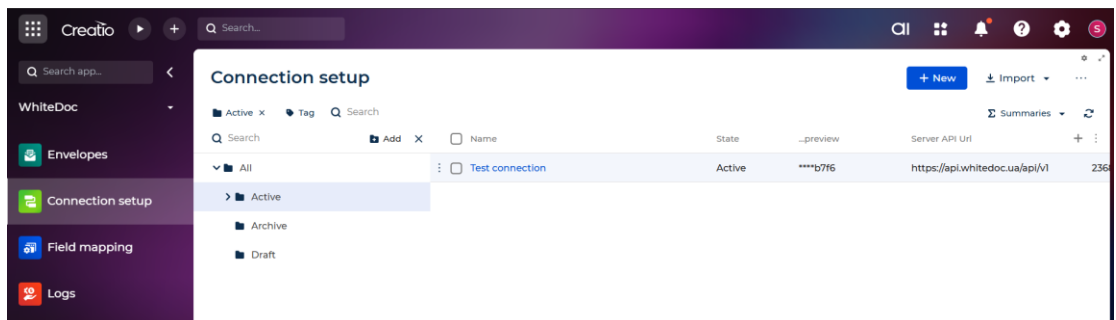 Creatio
Search...
ai
S
Search app...
WhiteDoc
Envelopes
Connection setup
Field mapping
Logs
Connection setup
+ New
Import
Active ×
Tag
Search
Σ Summaries
Search
Add
All
Active
Archive
Draft
Name State ...preview Server API Url
Test connection Active ****b7f6 https://api.whitedoc.ua/api/v1